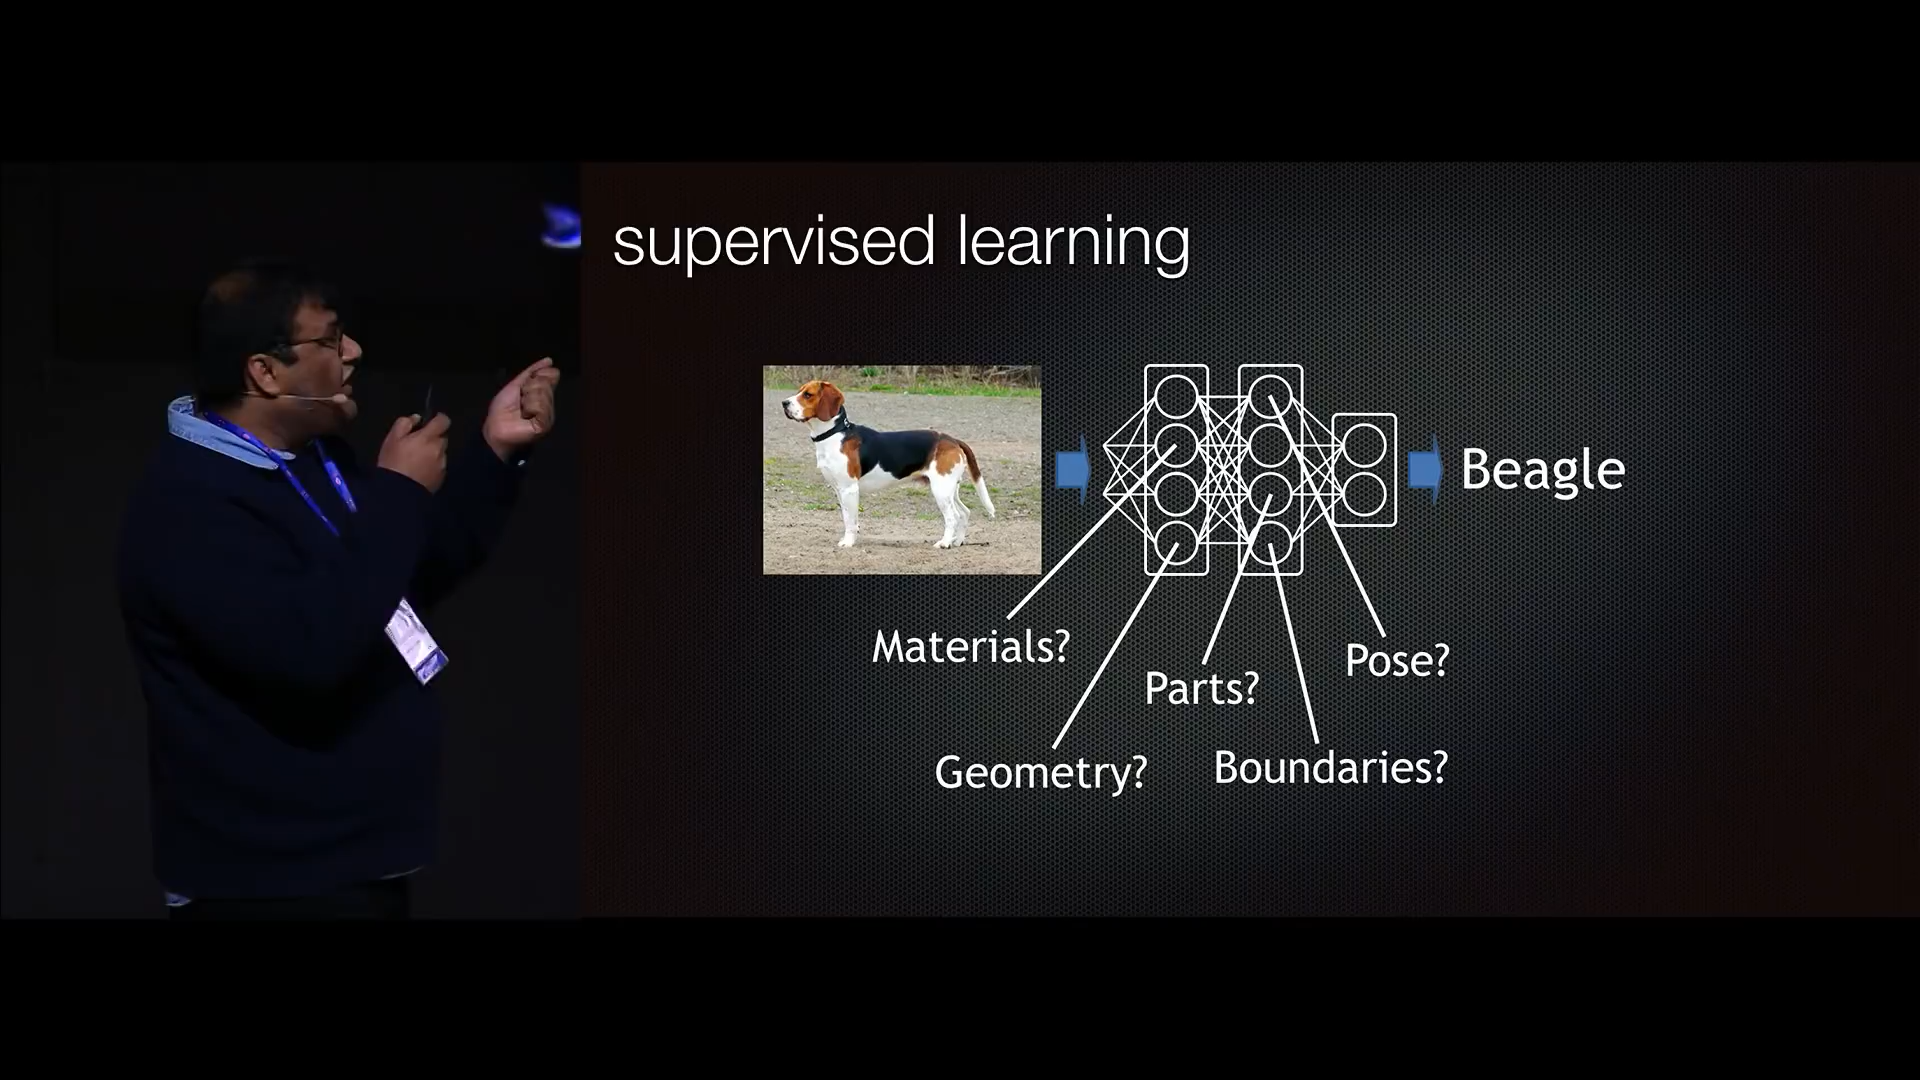 supervised learning
Beagle
Materials?
Pose?
Parts?
Geometry?
Boundaries?